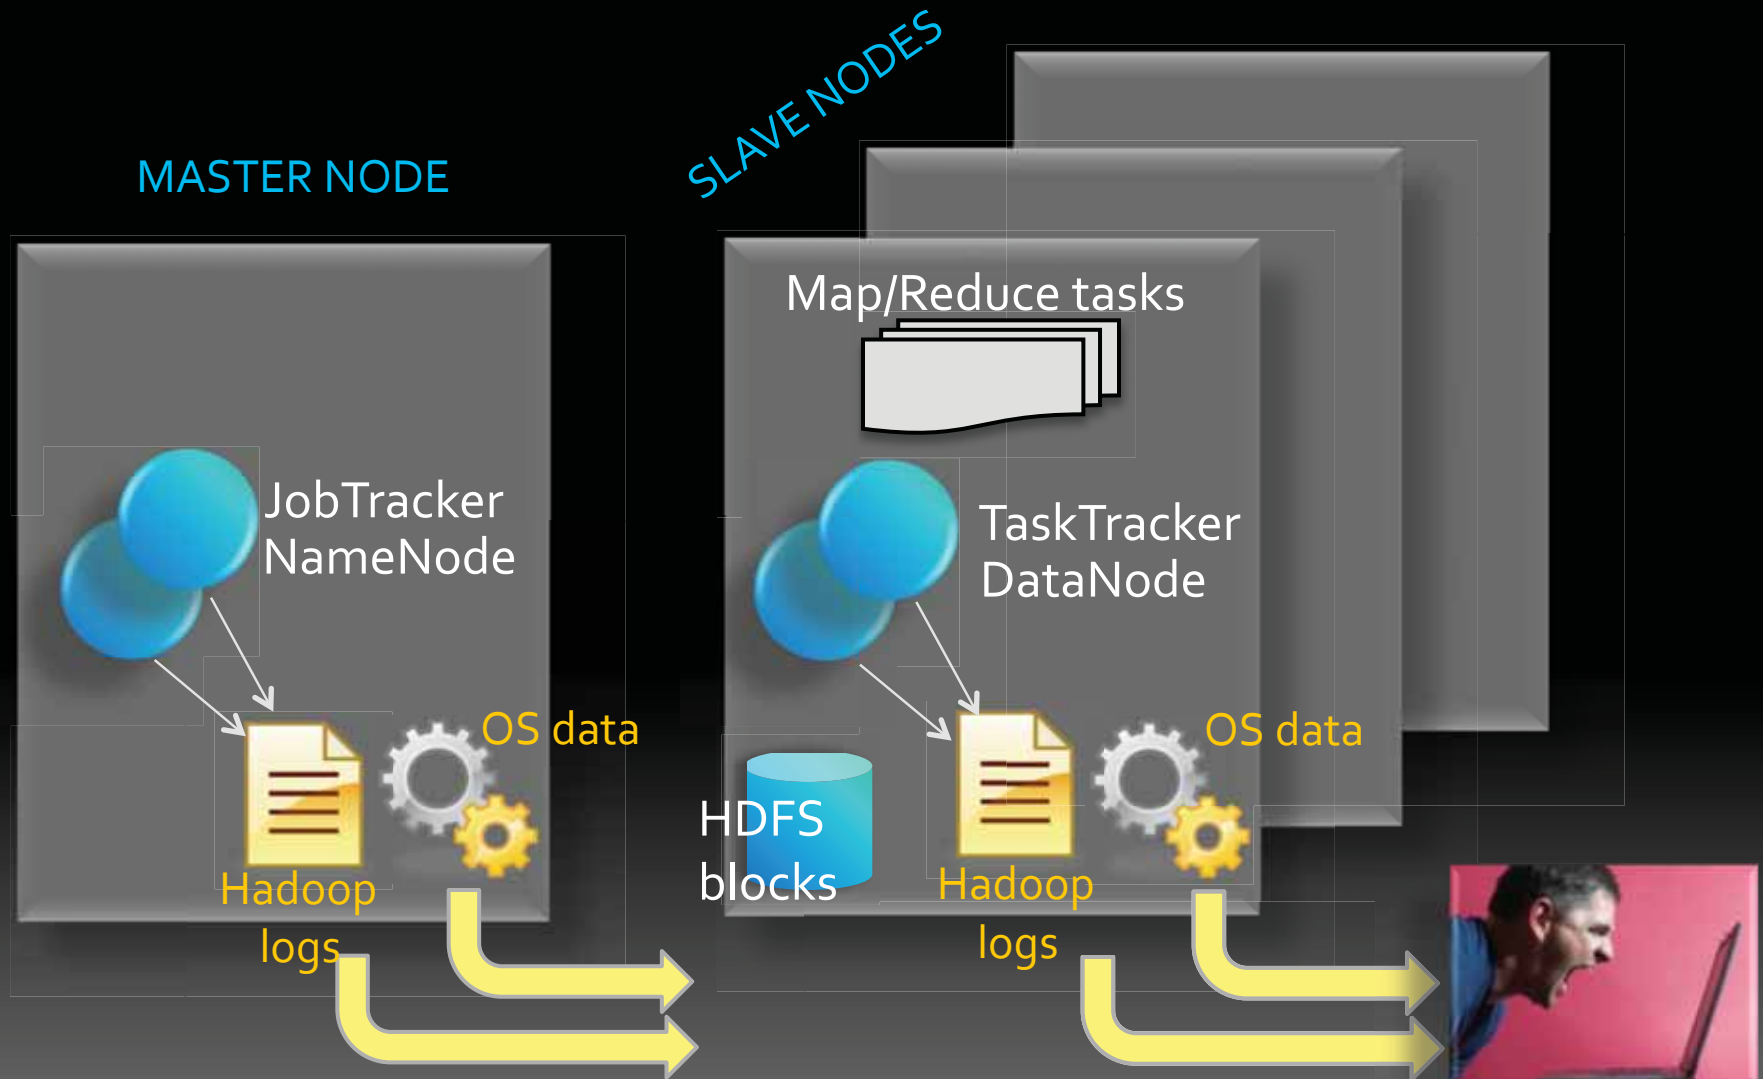 MASTER NODE
JobTracker
NameNode
OS data
Hadoop
logs
SLAVE NODES
Map/Reduce tasks
TaskTracker
DataNode
OS data
HDFS
blocks
Hadoop
logs